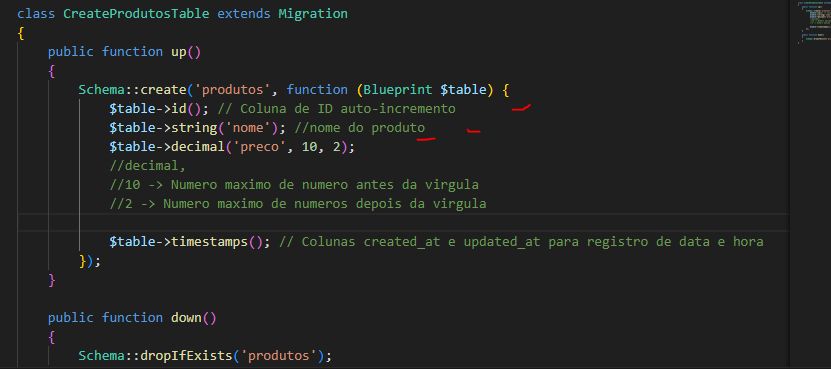 class CreateProdutosTable extends Migration
{
public function up()
{
Schema::create('produtos', function (Blueprint $table) {
$table->id(); // Coluna de ID auto-incremento
$table->string('nome'); //nome do produto
$table->decimal('preco', 10, 2);
//decimal,
//10 -> Numero maximo de numero antes da virgula
//2 -> Numero maximo de numeros depois da virgula
$table->timestamps(); // Colunas created_at e updated_at para registro de data e hora
});
}
public function down()
{
Schema::dropIfExists('produtos');